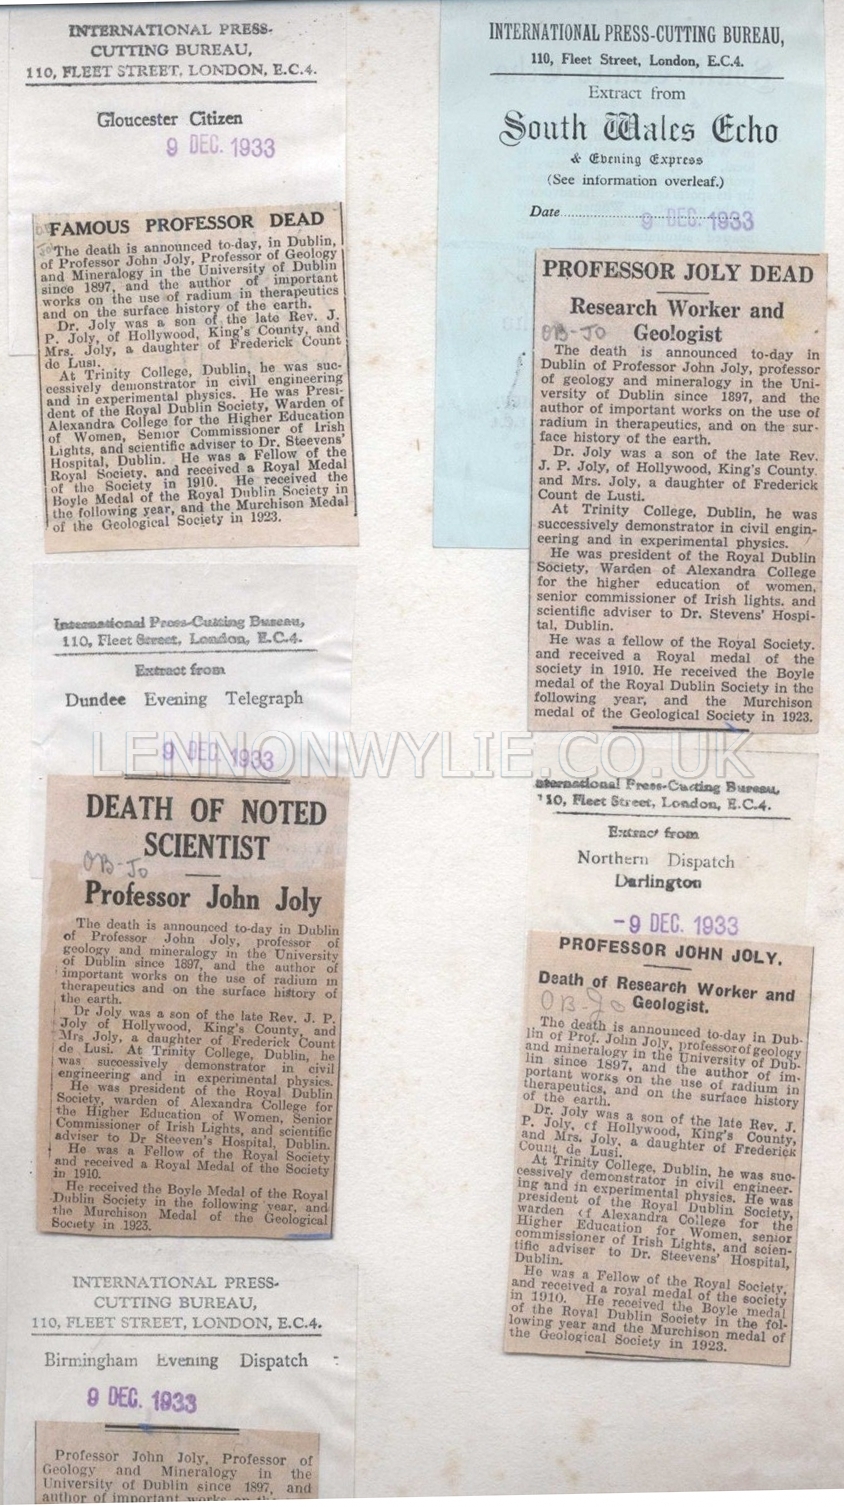 INTERNATIONAL PRESS-
CUTTING BUREAU,
110, FLEET STREET, LONDON, E.C.4.
Gloucester Citizen
9 DEC. 1933
FAMOUS PROFESSOR DEAD
The death is announced to-day, in Dublin,
of Professor John Joly, Professor of Geology
and Mineralogy in the University of Dublin
since 1897, and the author of important
works on the use of radium in therapeutics
and on the surface history of the earth.
Dr. Joly was a son of the late Rev. J.
P. Joly, of Hollywood, King's County, and
Mrs. Joly, a daughter of Frederick Count
de Lusi.
At Trinity College, Dublin, he was suc-
cessively demonstrator in civil engineering
and in experimental physics. He was Presi-
dent of the Royal Dublin Society, Warden of
Alexandra College for the Higher Education
of Women, Senior Commissioner of Irish
Lights, and scientific adviser to Dr. Steevens'
Hospital, Dublin. He was a Fellow of the
Royal Society, and received a Royal Medal
of the Society in 1910. He received the
Boyle Medal of the Royal Dublin Society in
the following year, and the Murchison Medal
of the Geological Society in 1923.
International Press-Cutting Bureau,
110, Fleet Street, London, E.C.4.
Extract from
Dundee Evening Telegraph
9 DEC. 1933
DEATH OF NOTED
SCIENTIST
OB-JO
Professor John Joly
The death is announced to-day in Dublin
of Professor John Joly, professor of
geology and mineralogy in the University
of Dublin since 1897, and the author of
important works on the use of radium in
therapeutics and on the surface history of
the earth.
Dr Joly was a son of the late Rev. J. P.
Joly of Hollywood, King's County, and
Mrs Joly, a daughter of Frederick Count
de Lusi. At Trinity College, Dublin, he
was successively demonstrator in civil
engineering and in experimental physics.
He was president of the Royal Dublin
Society, warden of Alexandra College for
the Higher Education of Women, Senior
Commissioner of Irish Lights, and scientific
adviser to Dr Steeven's Hospital, Dublin.
He was a Fellow of the Royal Society
and received a Royal Medal of the Society
in 1910.
He received the Boyle Medal of the Royal
Dublin Society in the following year, and
the Murchison Medal of the Geological
Society in 1923.
INTERNATIONAL PRESS-
CUTTING BUREAU,
110, FLEET STREET, LONDON, E.C.4.
Birmingham Evening Dispatch
9 DEC. 1933
Professor John Joly, Professor of
Geology and Mineralogy in the
University of Dublin since 1897, and
author of important works on the
INTERNATIONAL PRESS-CUTTING BUREAU,
110, Fleet Street, London, E.C.4.
Extract from
South Wales Echo
& Evening Express
(See information overleaf.)
Date 9 DEC. 1933
PROFESSOR JOLY DEAD
Research Worker and
OB-JO
Geologist
The death is announced to-day in
Dublin of Professor John Joly, professor
of geology and mineralogy in the Uni-
versity of Dublin since 1897, and the
author of important works on the use of
radium in therapeutics, and on the sur-
face history of the earth.
Dr. Joly was a son of the late Rev.
J. P. Joly, of Hollywood, King's County.
and Mrs. Joly, a daughter of Frederick
Count de Lusti.
At Trinity College, Dublin, he was
successively demonstrator in civil engin-
eering and in experimental physics.
He was president of the Royal Dublin
Society, Warden of Alexandra College
for the higher education of women,
senior commissioner of Irish lights. and
scientific adviser to Dr. Stevens' Hospi-
tal, Dublin.
He was a fellow of the Royal Society.
and received a Royal medal of the
society in 1910. He received the Boyle
medal of the Royal Dublin Society in the
following year, and the Murchison
medal of the Geological Society in 1923.
LENNONWYLIE.CO.UK
International Press-Cutting Bureau,
110, Fleet Street, London, E.C.4.
Extract from
Northern Dispatch
Darlington
-9 DEC. 1933
PROFESSOR JOHN JOLY.
Death of Research Worker and
OB-Jo
Geologist.
The death is announced to-day in Dub-
lin of Prof. John Joly, professor of geology
and mineralogy in the University of Dub-
lin since 1897, and the author of im-
portant works on the use of radium in
therapeutics, and on the surface history
of the earth.
Dr. Joly was a son of the late Rev. J.
P. Joly, of Hollywood, King's County,
and Mrs. Joly, a daughter of Frederick
Count de Lusi.
At Trinity College, Dublin, he was suc-
cessively demonstrator in civil engineer-
ing and in experimental physics. He was
president of the Royal Dublin Society,
warden of Alexandra College for the
Higher Education for Women, senior
commissioner of Irish Lights, and scien-
tific adviser to Dr. Steevens' Hospital,
Dublin.
He was a Fellow of the Royal Society,
and received a royal medal of the society
in 1910. He received the Boyle medal
of the Royal Dublin Society in the fol-
lowing year and the Murchison medal of
the Geological Society in 1923.